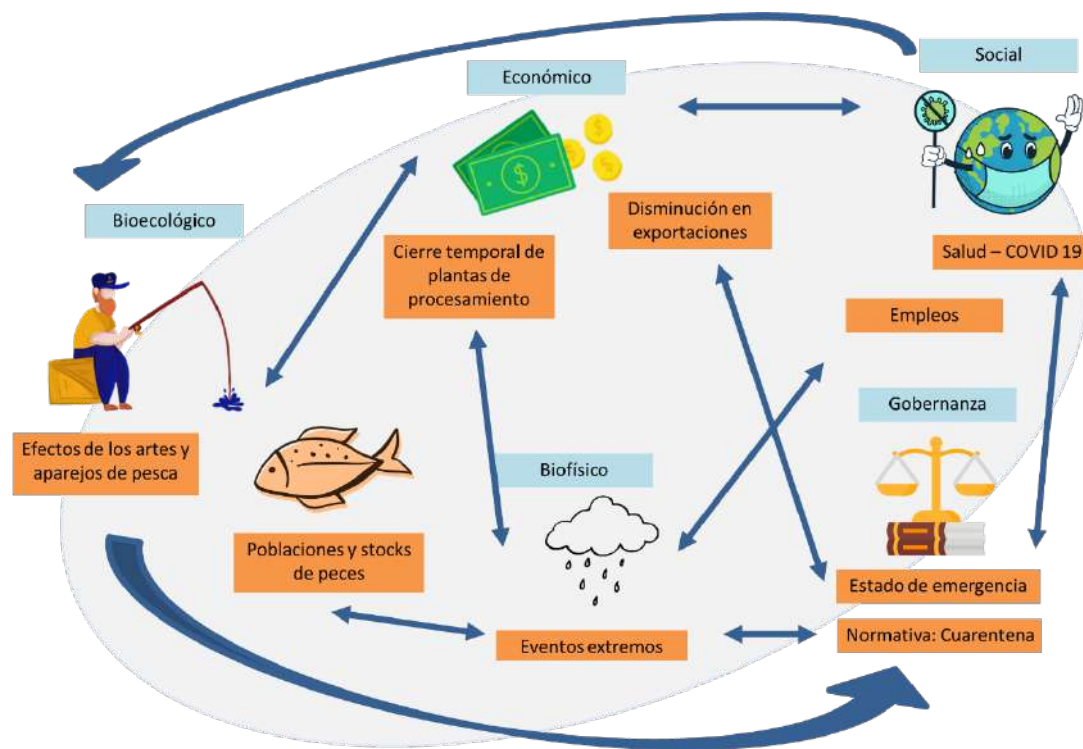 Social
Económico
Bioecológico
Disminución en
exportaciones
Cierre temporal de
plantas de
procesamiento
Salud – COVID 19
Empleos
Gobernanza
Efectos de los artes y
aparejos de pesca
Biofísico
Poblaciones y stocks
de peces
Estado de emergencia
Eventos extremos
Normativa: Cuarentena